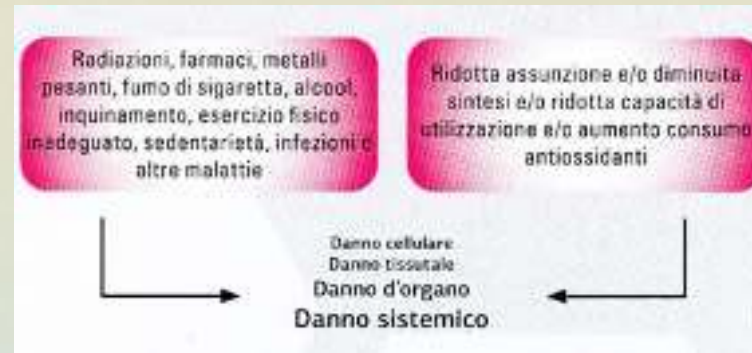 Radiazioni, farmaci, metalli
pesanti, fumo di sigaretta, alcool,
inquinamento, esercizio fisico
inadeguato, sedentarietà, infezioni o
altre malattie
Ridotta assunzione e/o diminuita
sintesi e/o ridotta capacità di
utilizzazione e/o aumento consumo
antiossidanti
Danno cellulare
Danno tissutale
Danno d'organo
Danno sistemico